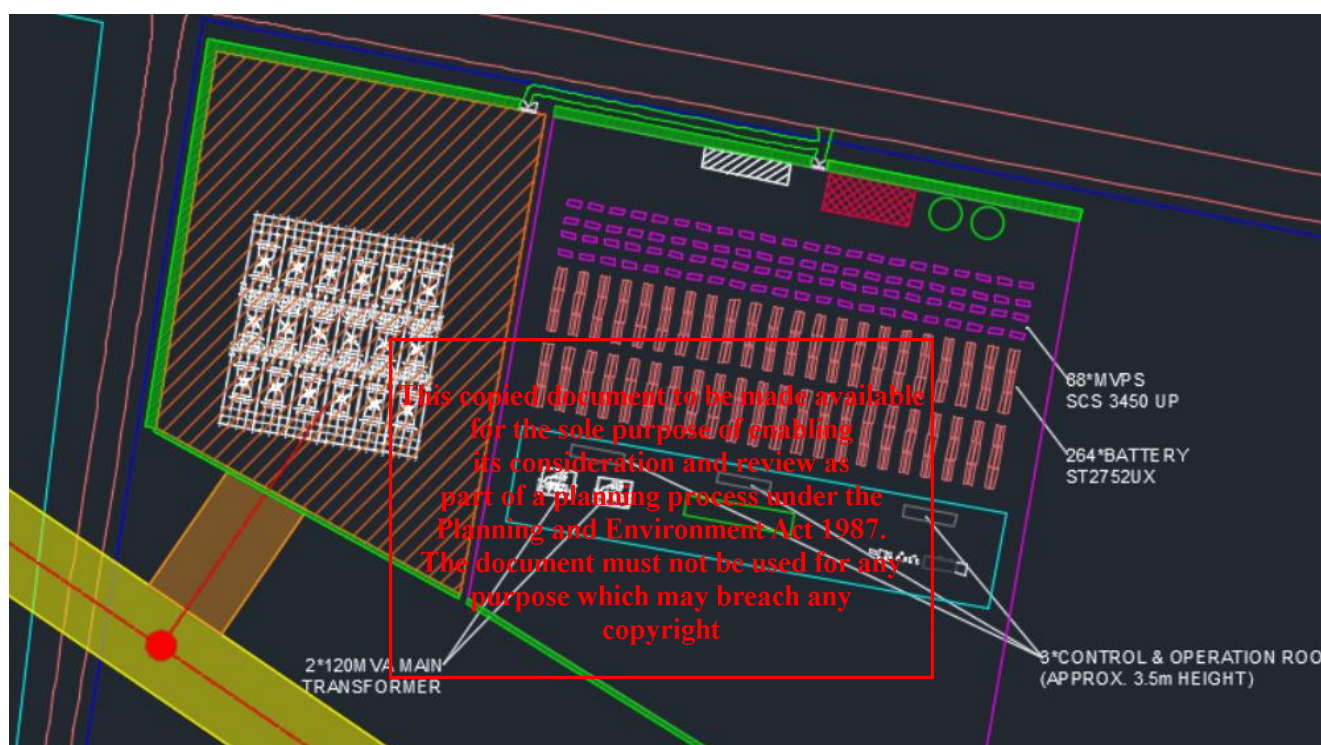 88*MVPS
SCS 3450 UP
264*BATTERY
ST2752UX
This copied document to be made available
for the sole purpose of enabling
its consideration and review as
part of a planning process under the
Planning and Environment Act 1987.
The document must not be used for any
purpose which may breach any
copyright
2*120MVA MAIN
TRANSFORMER
3*CONTROL & OPERATION ROO
(APPROX. 3.5m HEIGHT)